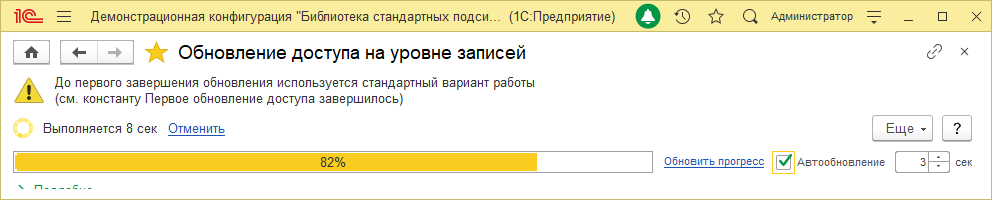 1С Демонстрационная конфигурация "Библиотека стандартных подси... (1С:Предприятие) Администратор
Обновление доступа на уровне записей
До первого завершения обновления используется стандартный вариант работы
(см. константу Первое обновление доступа завершилось)
Выполняется 8 сек Отменить Еще ?
82% Обновить прогресс Автообновление 3 сек